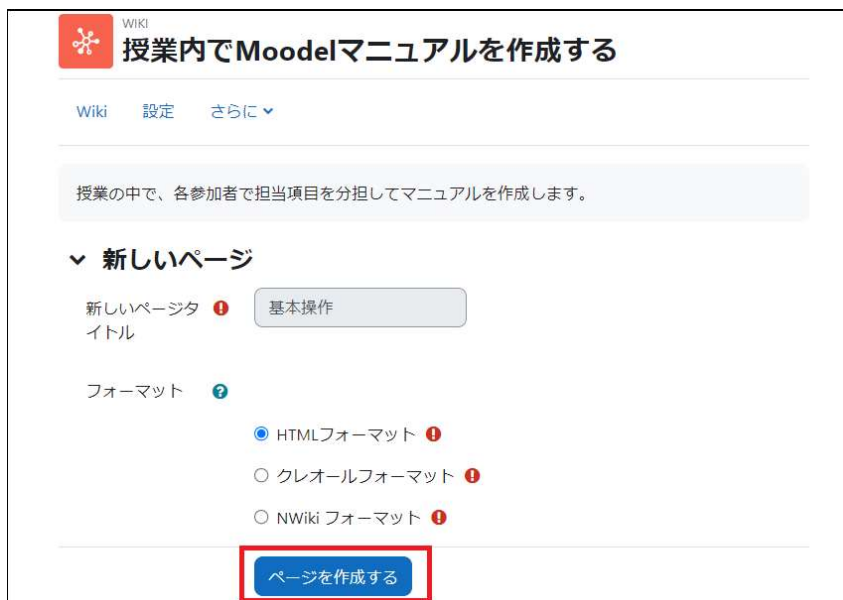 WIKI
授業内でMoodelマニュアルを作成する
Wiki 設定 さらに
授業の中で、各参加者で担当項目を分担してマニュアルを作成します。
新しいページ
新しいページタ
イトル
基本操作
フォーマット
HTMLフォーマット
クレオールフォーマット
NWiki フォーマット
ページを作成する